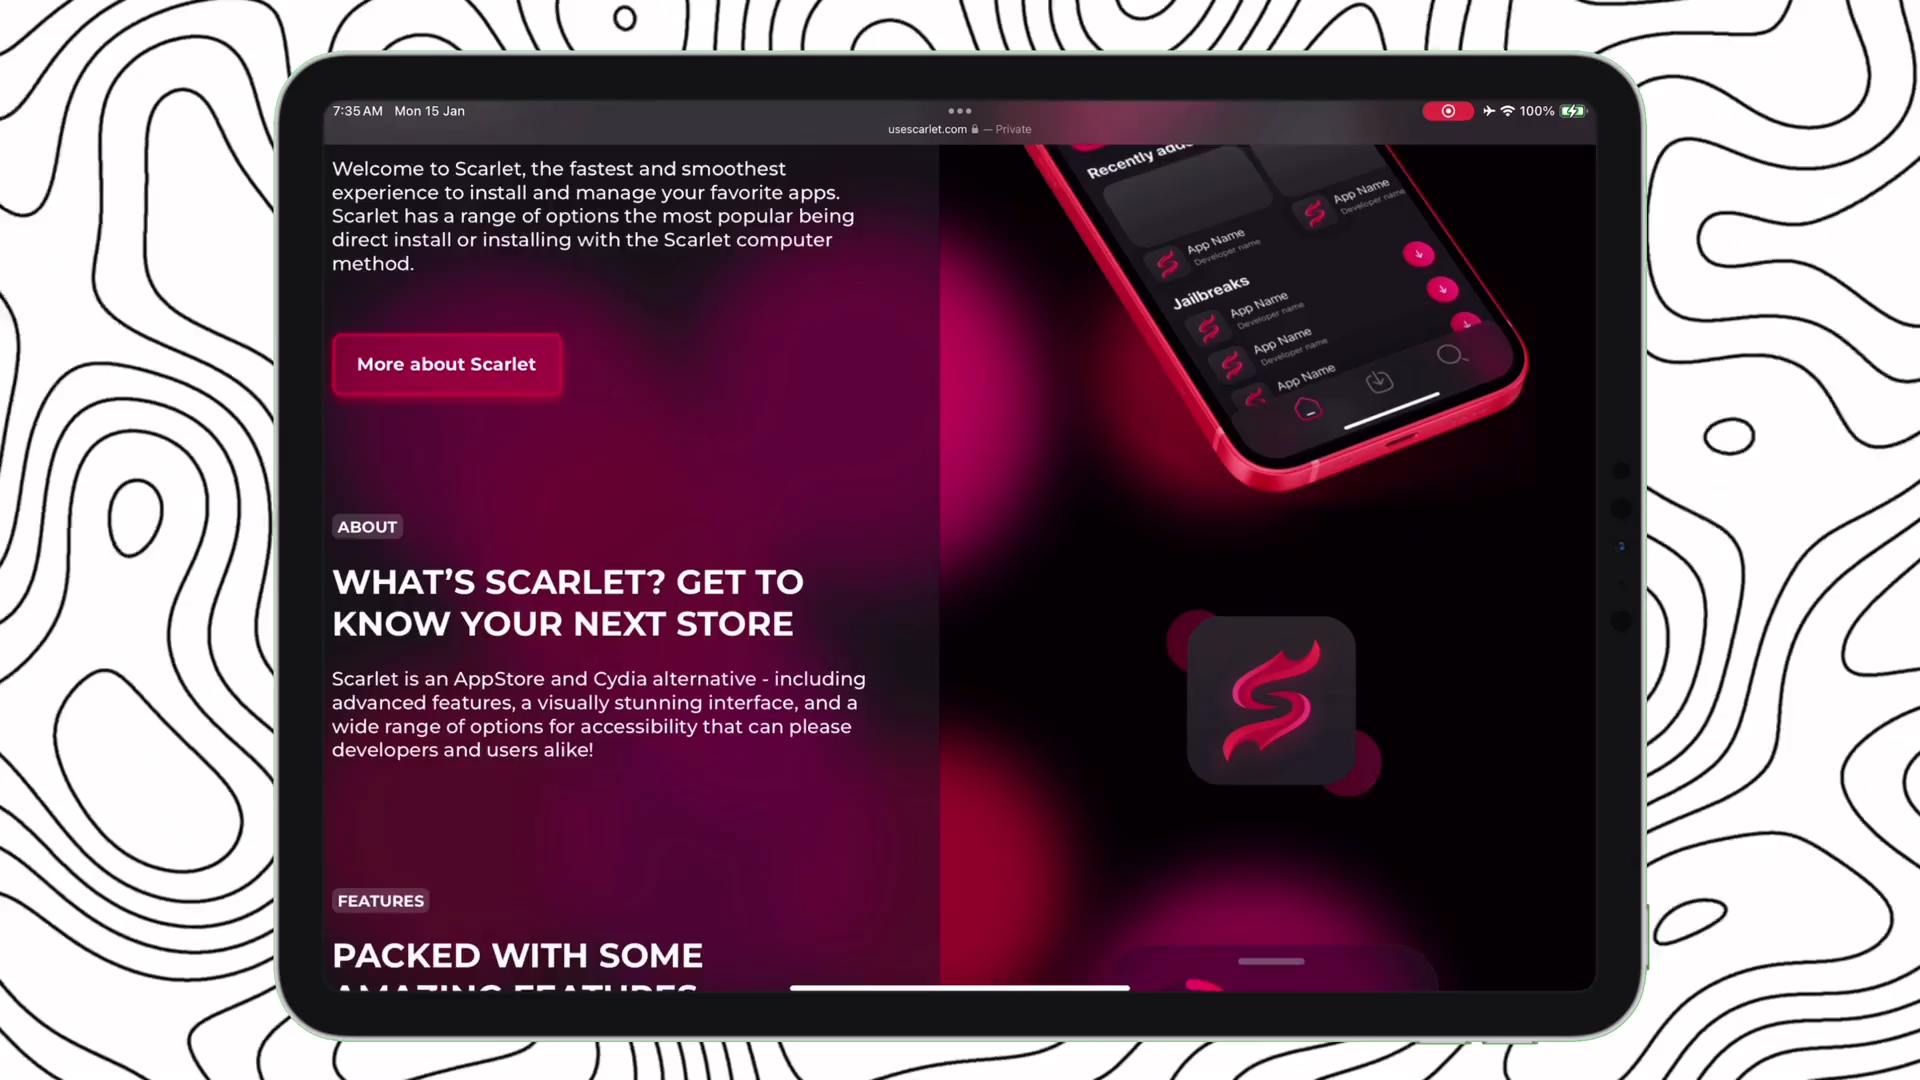 7:35 AM Mon 15 Jan
100%
usescarlet.com — Private
Welcome to Scarlet, the fastest and smoothest
experience to install and manage your favorite apps.
Scarlet has a range of options the most popular being
direct install or installing with the Scarlet computer
method.
More about Scarlet
ABOUT
WHAT’S SCARLET? GET TO
KNOW YOUR NEXT STORE
Scarlet is an AppStore and Cydia alternative - including
advanced features, a visually stunning interface, and a
wide range of options for accessibility that can please
developers and users alike!
FEATURES
PACKED WITH SOME
AMAZING FEATURES
Recently
App Name
Developer name
App Name
Developer name
Jailbreaks
App Name
Developer name
App Name
Developer name
App Name